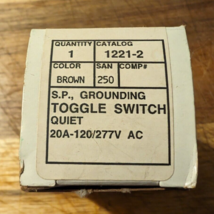 QUANTITY CATALOG
1 1221-2
COLOR SAN COMP#
BROWN 250
S.P., GROUNDING
TOGGLE SWITCH
QUIET
20A-120/277V AC